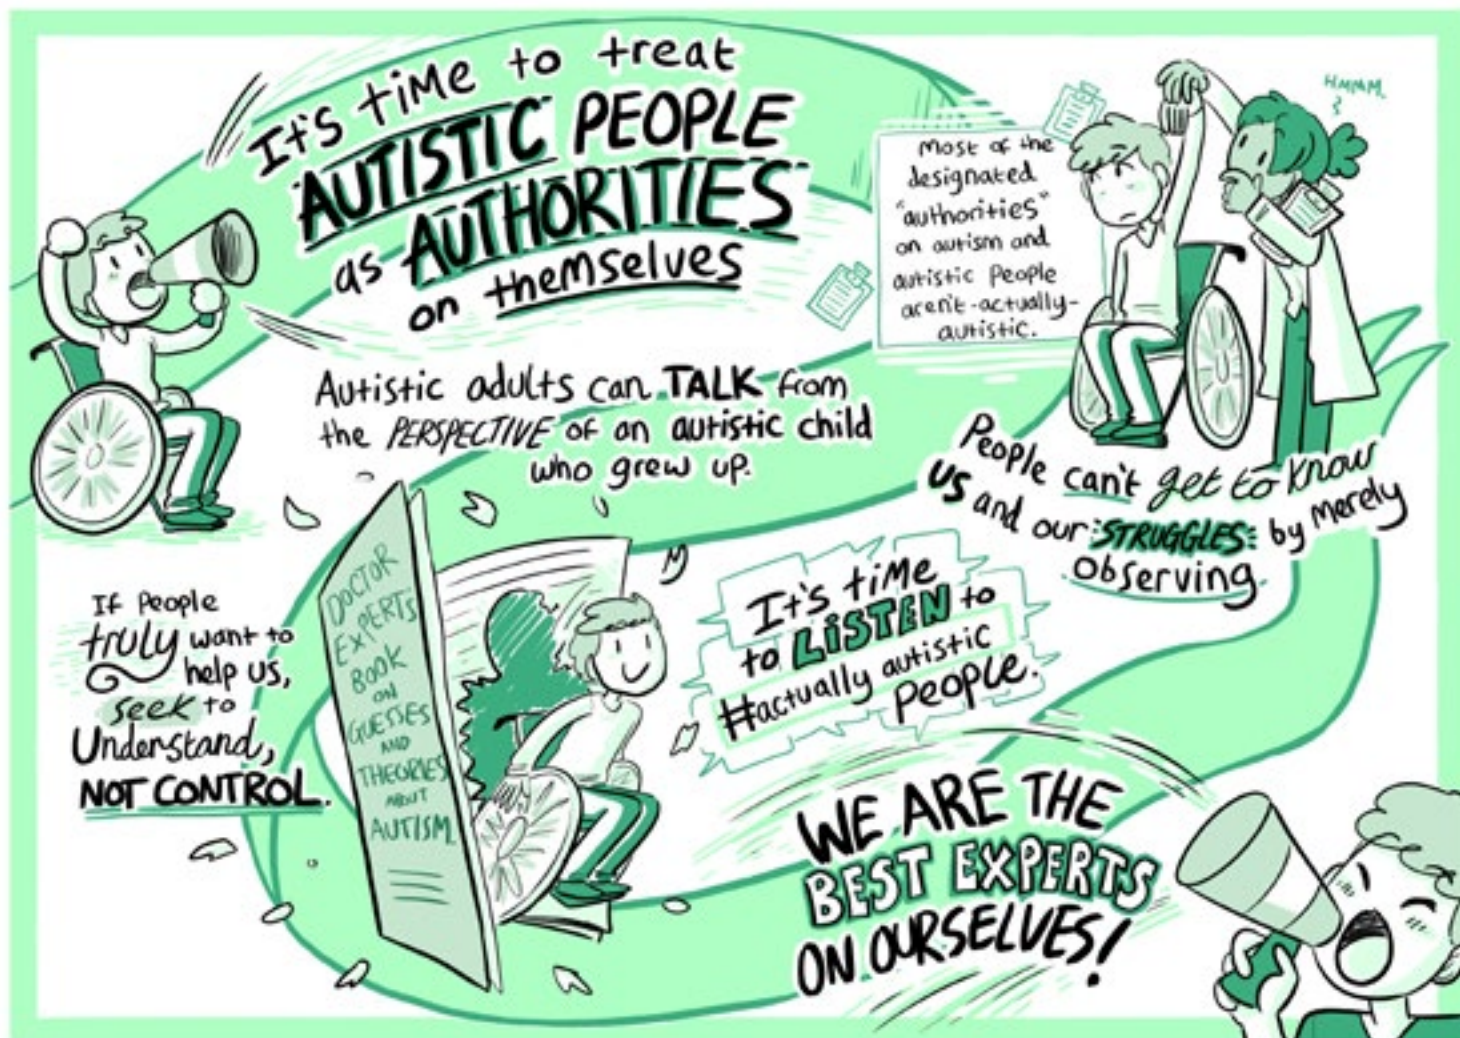 It's time to treat
AUTISTIC PEOPLE
as AUTHORITIES
on themselves
Most of the
designated
"authorities"
on autism and
autistic people
aren't-actually-
autistic.
HMMM.
Autistic adults can TALK from
the PERSPECTIVE of an autistic child
who grew up.
People can't get to know
us and our STRUGGLES by merely
observing.
If people
truly want to
help us,
seek to
Understand,
NOT CONTROL.
DOCTOR
EXPERTS
BOOK
ON
GUESSES
AND
THEORIES
ABOUT
AUTISM
It's time
to LISTEN to
#actually autistic
people.
WE ARE THE
BEST EXPERTS
ON OURSELVES!